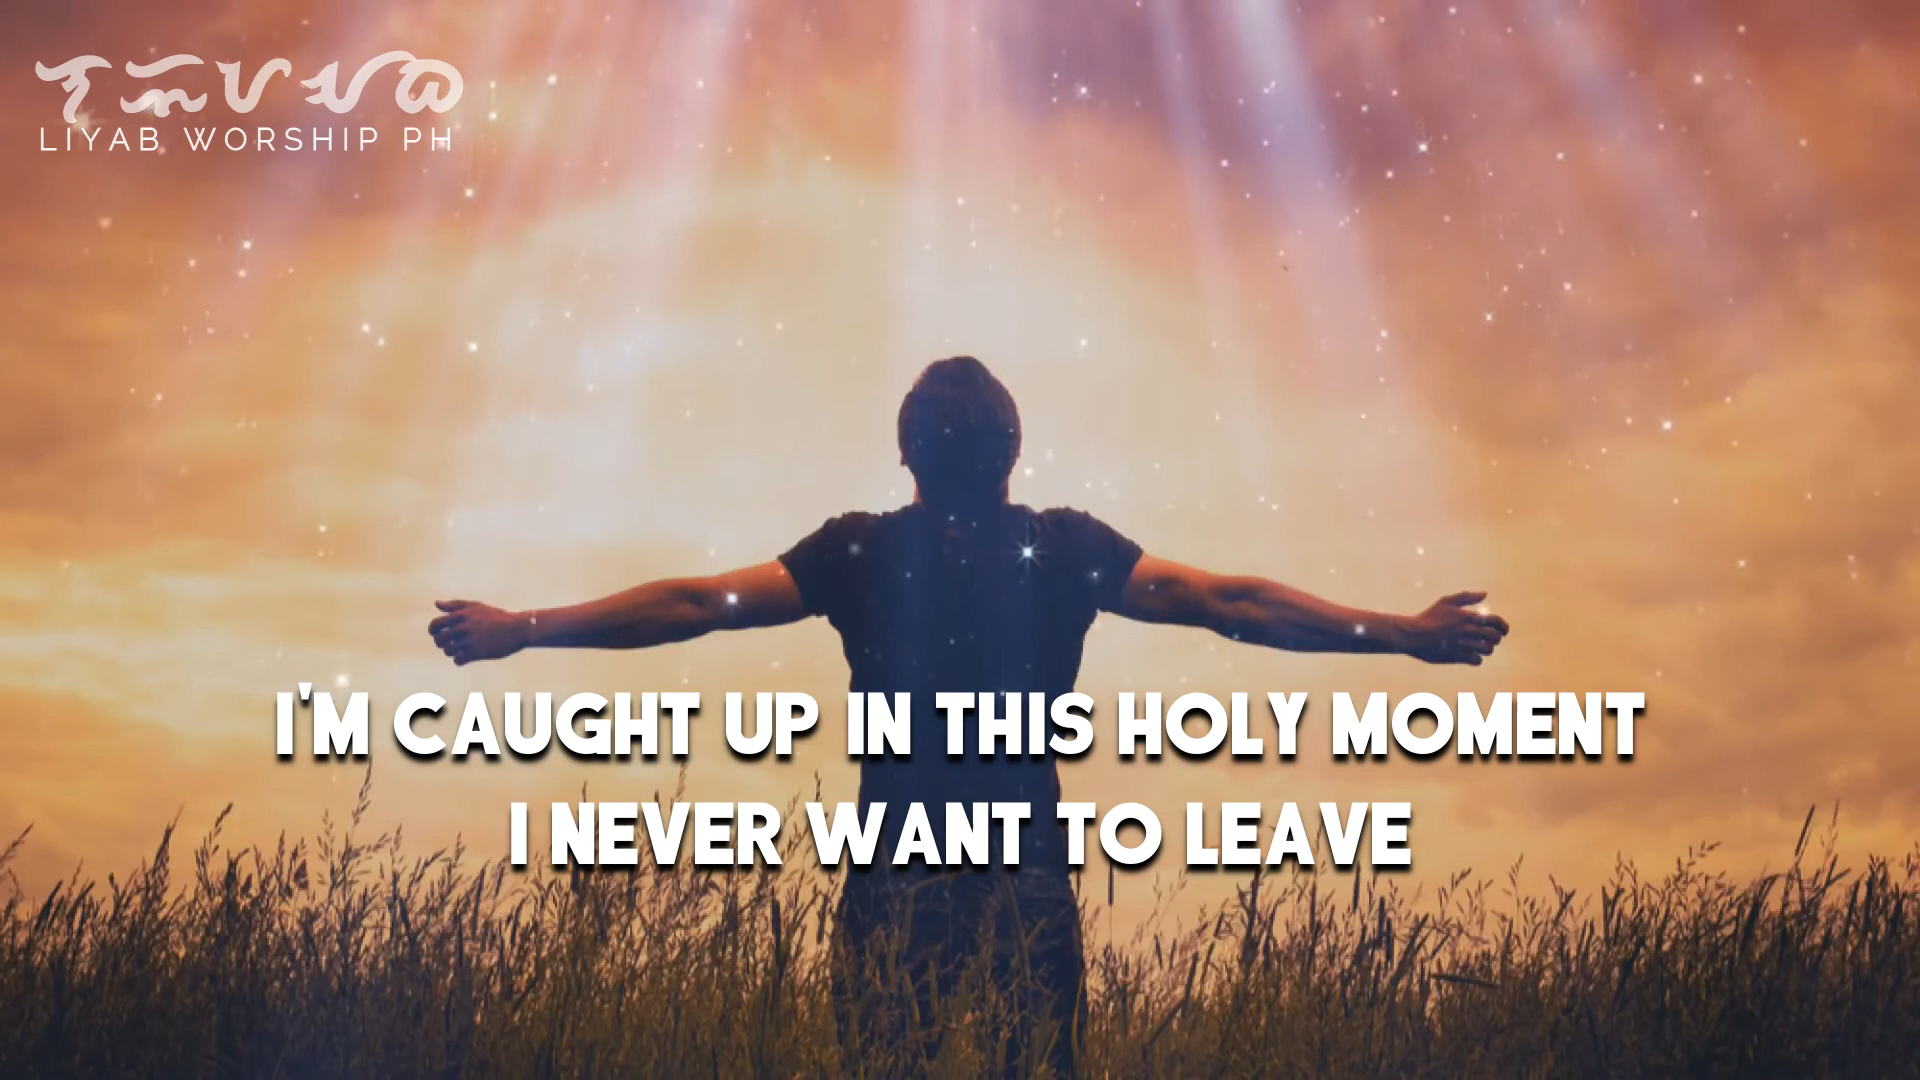 LIYAB WORSHIP PH
I'M CAUGHT UP IN THIS HOLY MOMENT
I NEVER WANT TO LEAVE